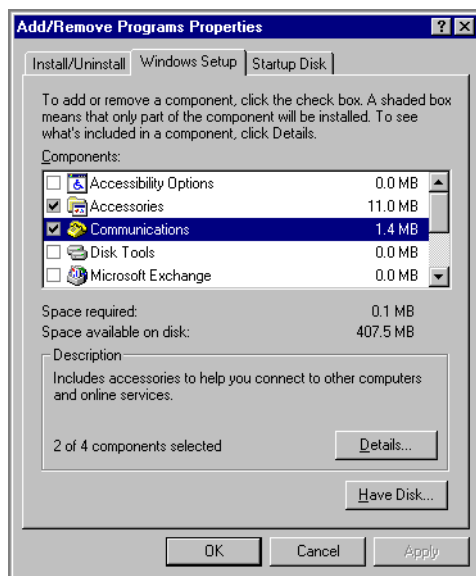 Add/Remove Programs Properties
Install/Uninstall Windows Setup Startup Disk
To add or remove a component, click the check box. A shaded box
means that only part of the component will be installed. To see
what's included in a component, click Details.
Components:
Accessibility Options 0.0 MB
Accessories 11.0 MB
Communications 1.4 MB
Disk Tools 0.0 MB
Microsoft Exchange 0.0 MB
Space required: 0.1 MB
Space available on disk: 407.5 MB
Description
Includes accessories to help you connect to other computers
and online services.
2 of 4 components selected Details...
Have Disk...
OK Cancel Apply